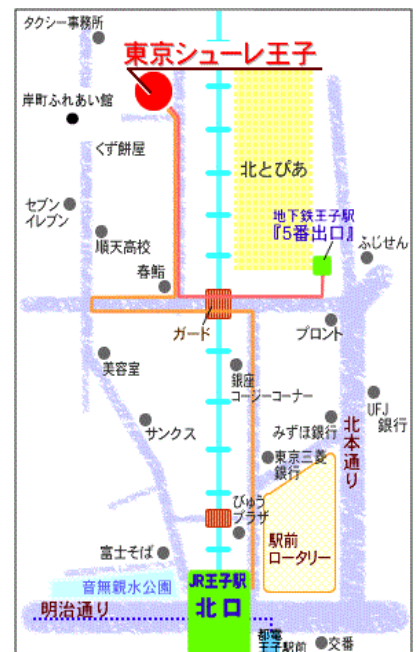 タクシー事務所
東京シューレ王子
岸町ふれあい館
くず餅屋
北とぴあ
セブン
イレブン
地下鉄王子駅
『5番出口』
順天高校
ふじせん
春鮨
ガード
プロント
美容室
銀座
コージーコーナー
UFJ
銀行
サンクス
みずほ銀行
北本通り
東京三菱
銀行
びゅう
プラザ
駅前
ロータリー
富士そば
音無親水公園
JR王子駅
北口
明治通り
都電
王子駅前
交番